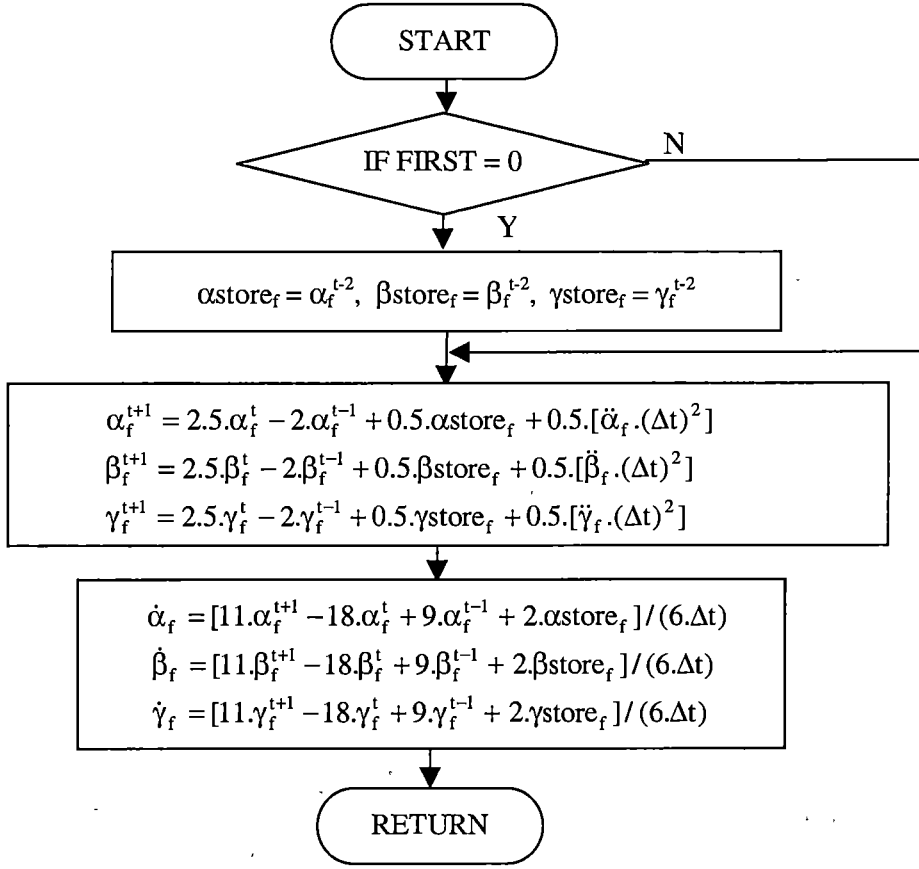 START
IF FIRST = 0
N
Y
αstore_f = α_f^{t-2}, βstore_f = β_f^{t-2}, γstore_f = γ_f^{t-2}
α_f^{t+1} = 2.5.α_f^t − 2.α_f^{t−1} + 0.5.αstore_f + 0.5.[α̈_f.(Δt)^2]
β_f^{t+1} = 2.5.β_f^t − 2.β_f^{t−1} + 0.5.βstore_f + 0.5.[β̈_f.(Δt)^2]
γ_f^{t+1} = 2.5.γ_f^t − 2.γ_f^{t−1} + 0.5.γstore_f + 0.5.[γ̈_f.(Δt)^2]
α̇_f = [11.α_f^{t+1} − 18.α_f^t + 9.α_f^{t−1} + 2.αstore_f]/(6.Δt)
β̇_f = [11.β_f^{t+1} − 18.β_f^t + 9.β_f^{t−1} + 2.βstore_f]/(6.Δt)
γ̇_f = [11.γ_f^{t+1} − 18.γ_f^t + 9.γ_f^{t−1} + 2.γstore_f]/(6.Δt)
RETURN